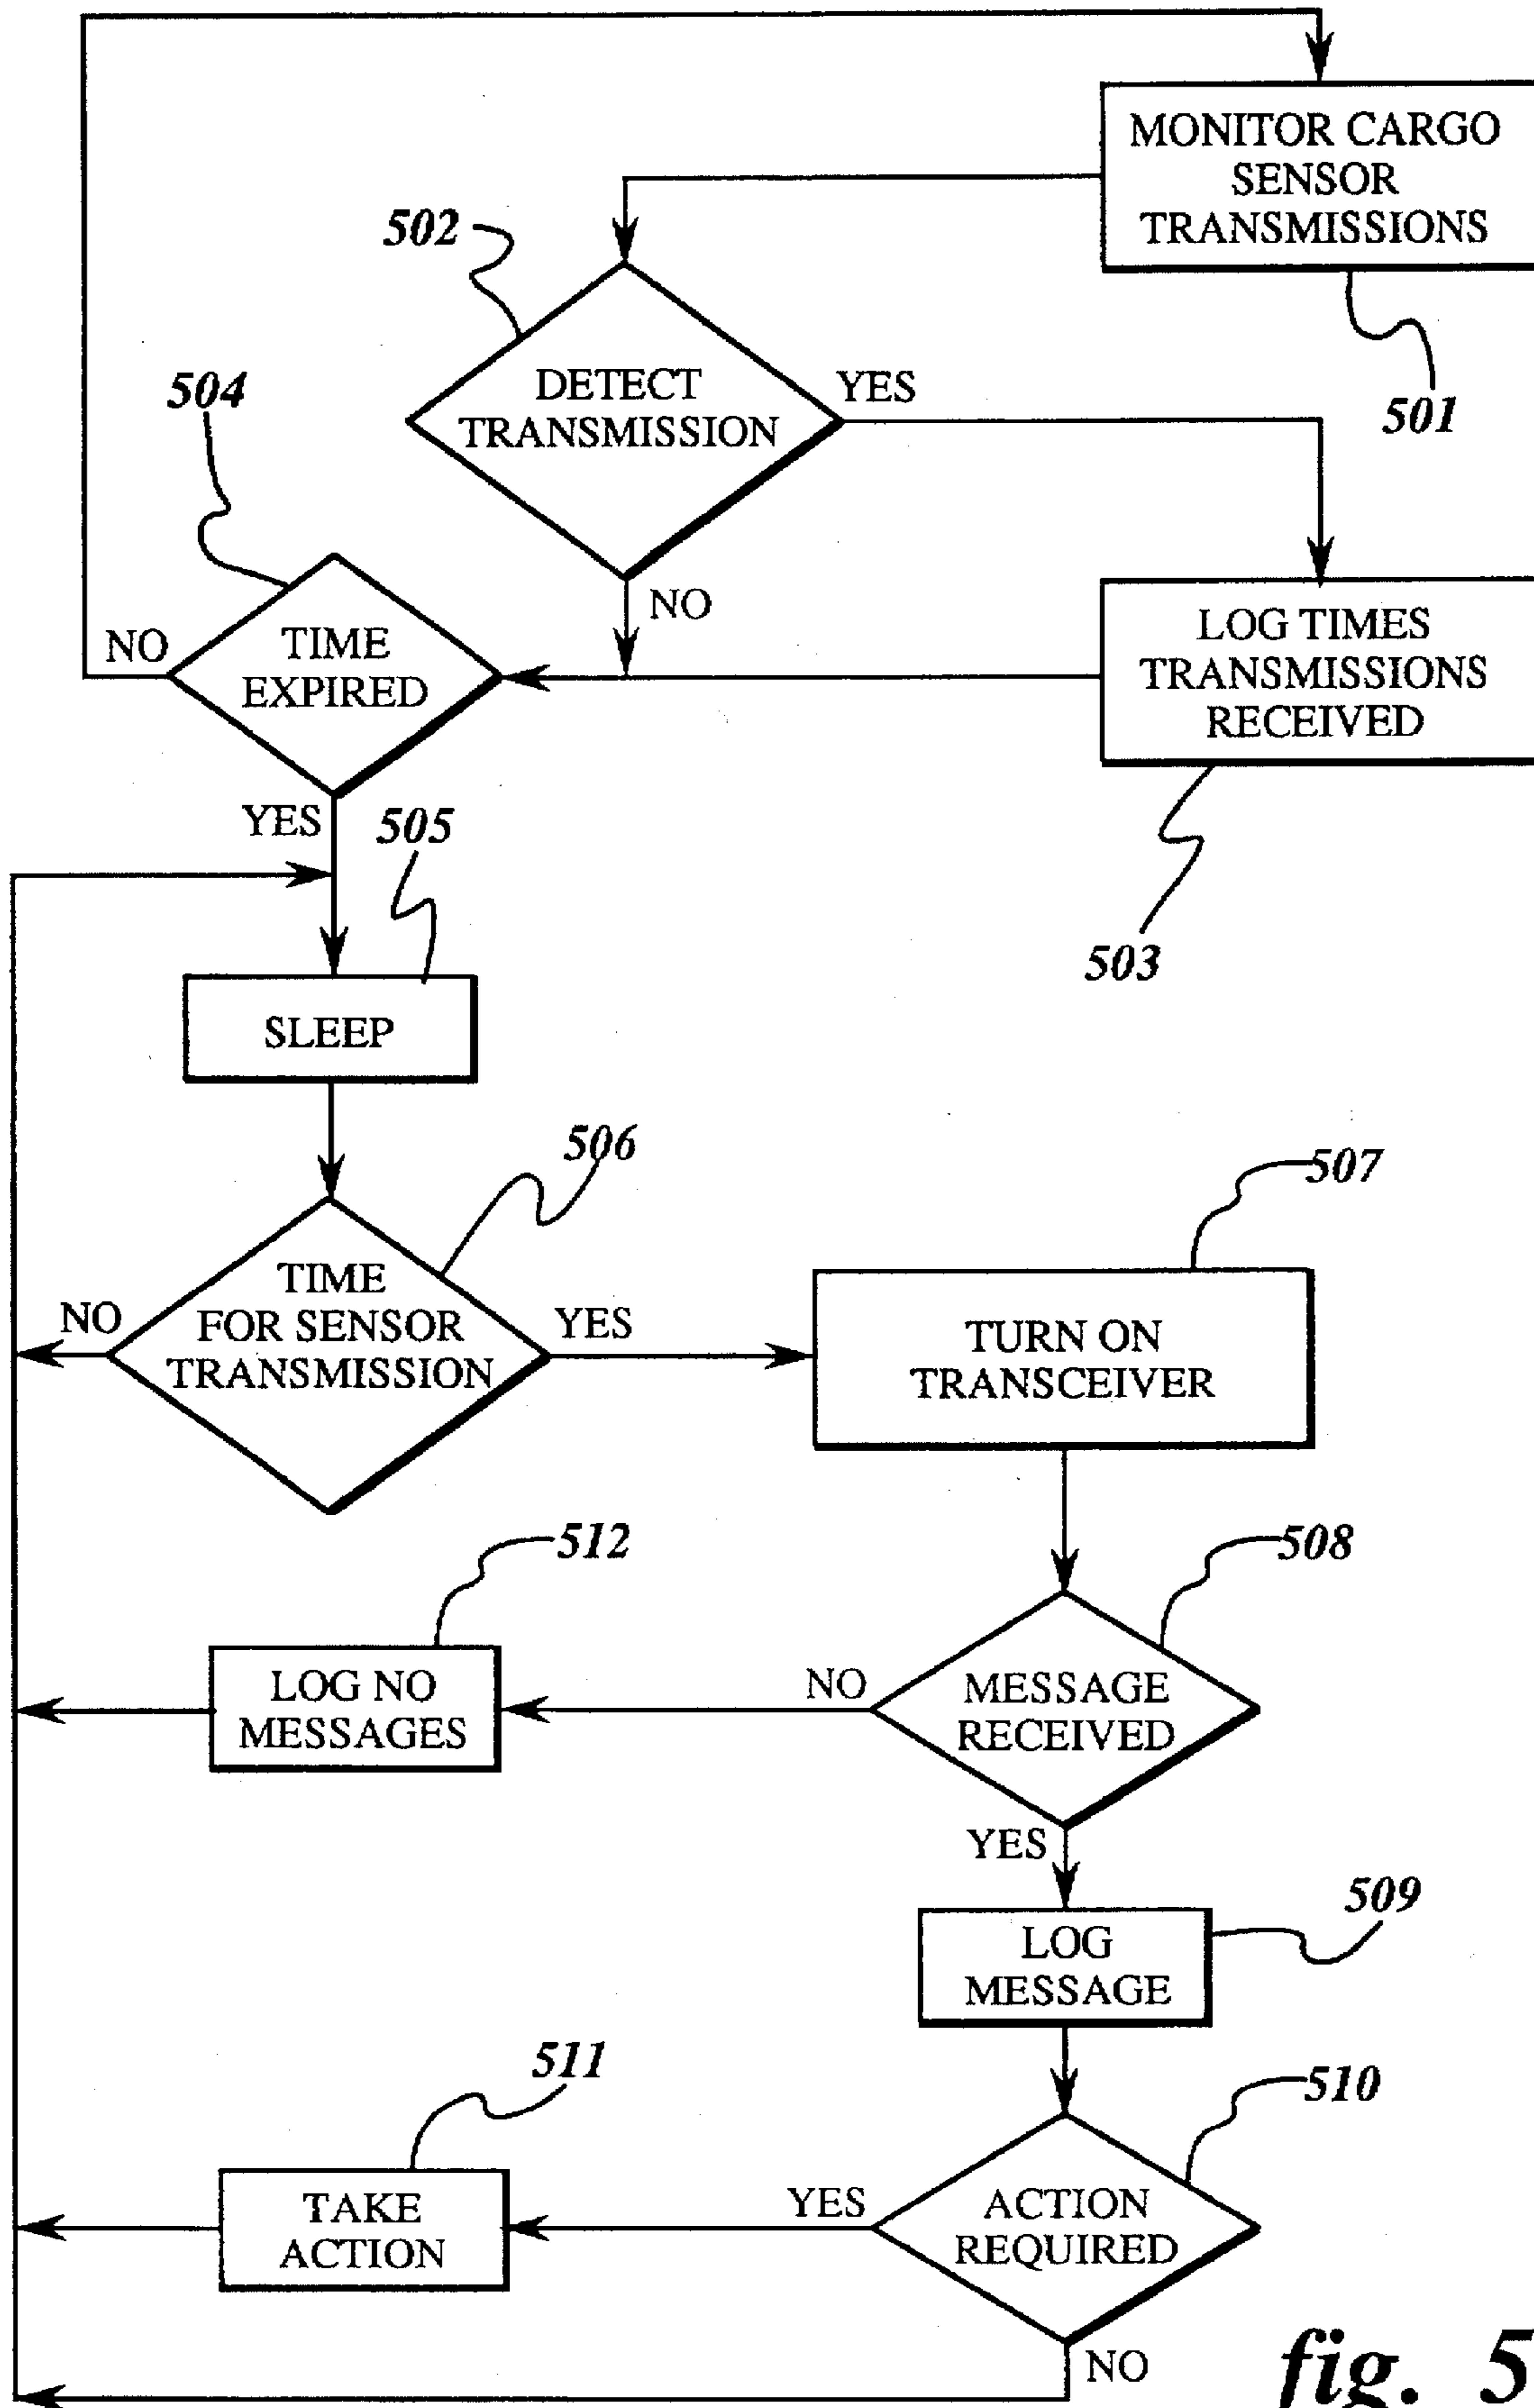 MONITOR CARGO
SENSOR
TRANSMISSIONS
501
502
DETECT
TRANSMISSION
YES
NO
504
TIME
EXPIRED
NO
YES
LOG TIMES
TRANSMISSIONS
RECEIVED
503
505
SLEEP
506
TIME
FOR SENSOR
TRANSMISSION
NO
YES
507
TURN ON
TRANSCEIVER
508
MESSAGE
RECEIVED
NO
YES
512
LOG NO
MESSAGES
509
LOG
MESSAGE
510
ACTION
REQUIRED
YES
NO
511
TAKE
ACTION
fig. 5